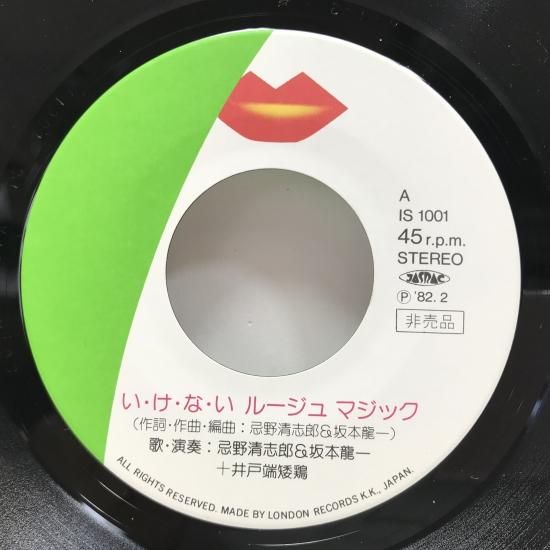 A
IS 1001
45 r.p.m.
STEREO
JASRAC
Ⓟ '82. 2
非売品
い・け・な・い ルージュ マジック
(作詞・作曲・編曲:忌野清志郎&坂本龍一)
歌・演奏:忌野清志郎&坂本龍一
+井戸端矮鶏
ALL RIGHTS RESERVED. MADE BY LONDON RECORDS K.K., JAPAN.